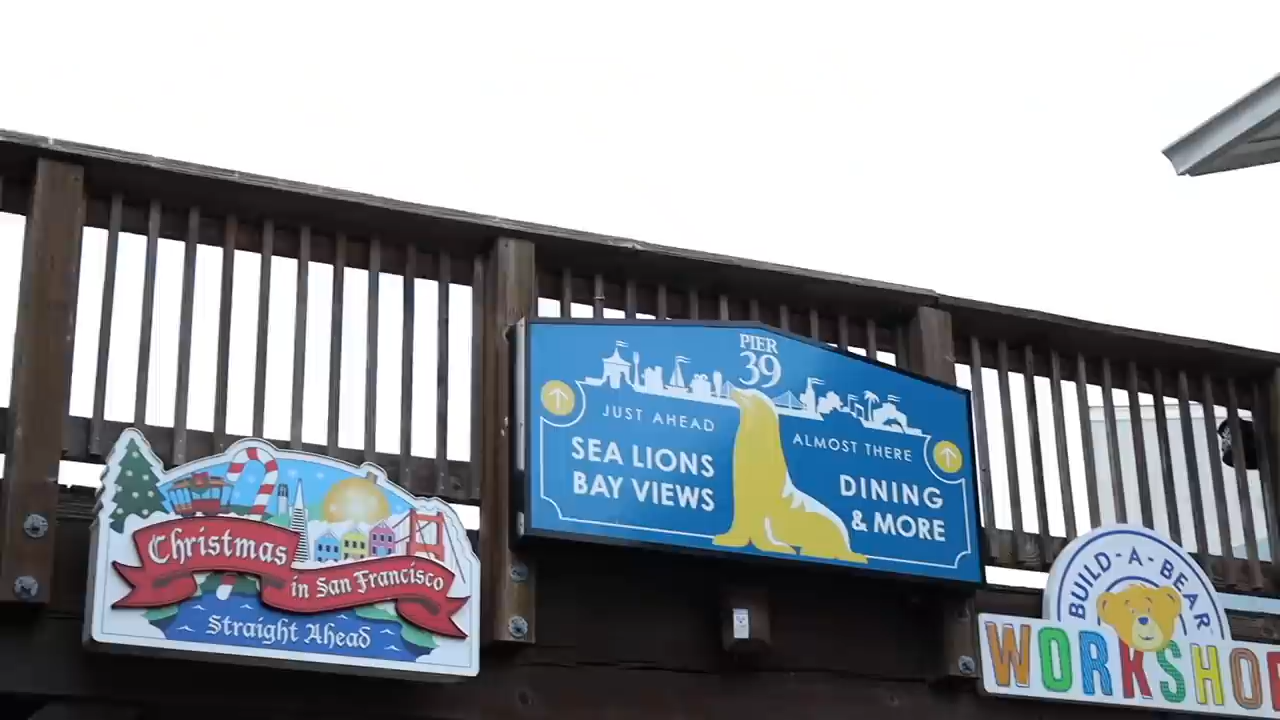 Christmas
in San Francisco
Straight Ahead
PIER
39
JUST AHEAD
SEA LIONS
BAY VIEWS
ALMOST THERE
DINING
& MORE
BUILD-A-BEAR
WORKSHOP